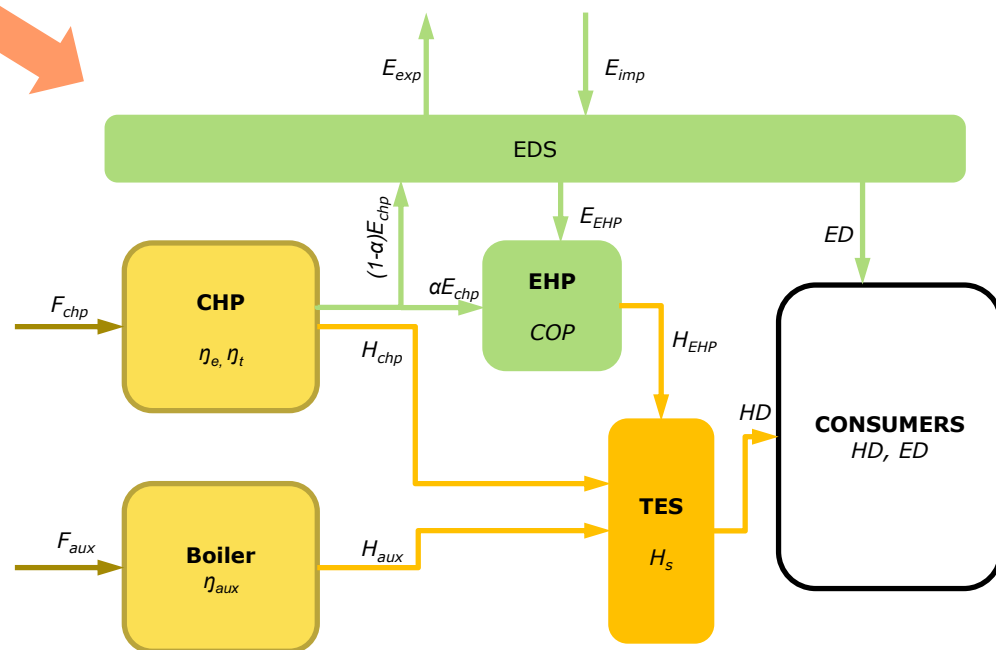 E_exp
E_imp
EDS
(1-α)E_chp
E_EHP
ED
F_chp
CHP
η_e, η_t
αE_chp
EHP
COP
H_chp
H_EHP
HD
CONSUMERS
HD, ED
TES
H_s
F_aux
Boiler
η_aux
H_aux